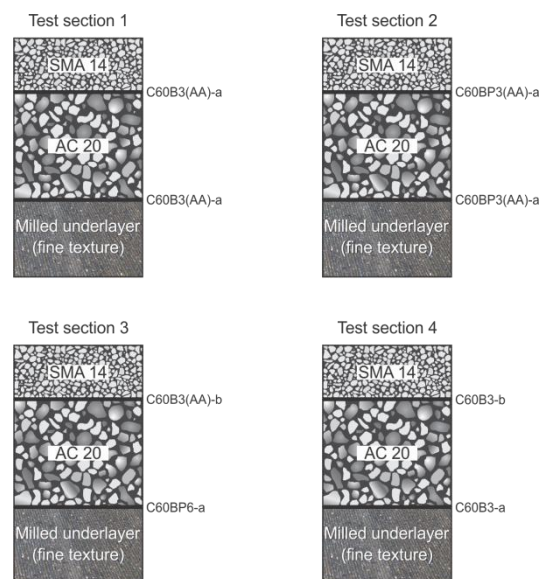 Test section 1
SMA 14
C60B3(AA)-a
AC 20
C60B3(AA)-a
Milled underlayer
(fine texture)
Test section 2
SMA 14
C60BP3(AA)-a
AC 20
C60BP3(AA)-a
Milled underlayer
(fine texture)
Test section 3
SMA 14
C60B3(AA)-b
AC 20
C60BP6-a
Milled underlayer
(fine texture)
Test section 4
SMA 14
C60B3-b
AC 20
C60B3-a
Milled underlayer
(fine texture)